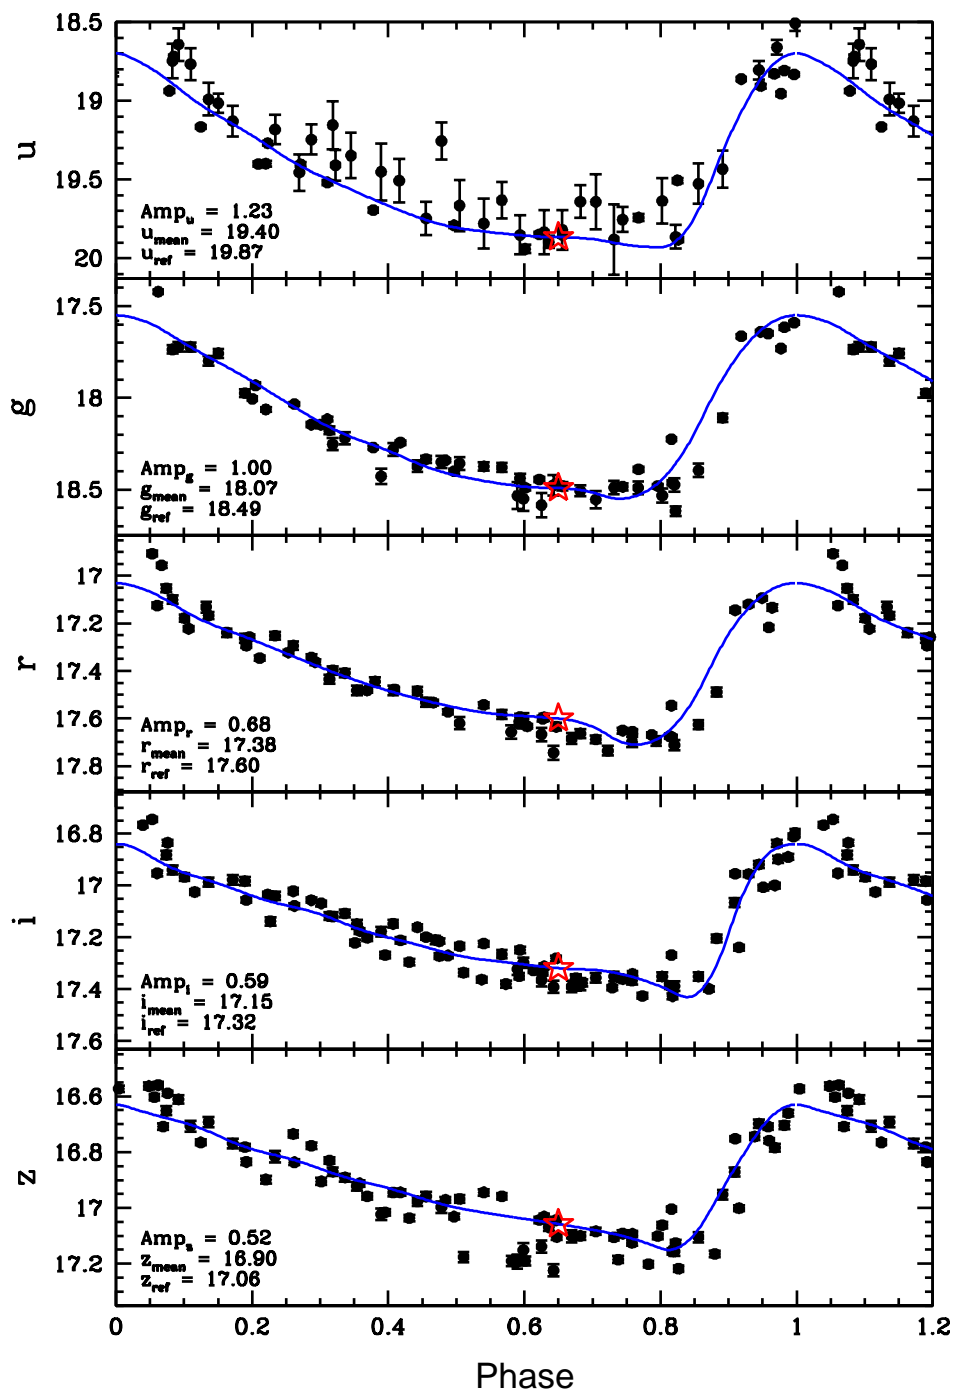 18.5
19
19.5
20
u
Amp_u = 1.23
u_mean = 19.40
u_ref = 19.87
17.5
18
18.5
g
Amp_g = 1.00
g_mean = 18.07
g_ref = 18.49
17
17.2
17.4
17.6
17.8
r
Amp_r = 0.68
r_mean = 17.38
r_ref = 17.60
16.8
17
17.2
17.4
17.6
i
Amp_i = 0.59
i_mean = 17.15
i_ref = 17.32
16.6
16.8
17
17.2
z
Amp_z = 0.52
z_mean = 16.90
z_ref = 17.06
0 0.2 0.4 0.6 0.8 1 1.2
Phase